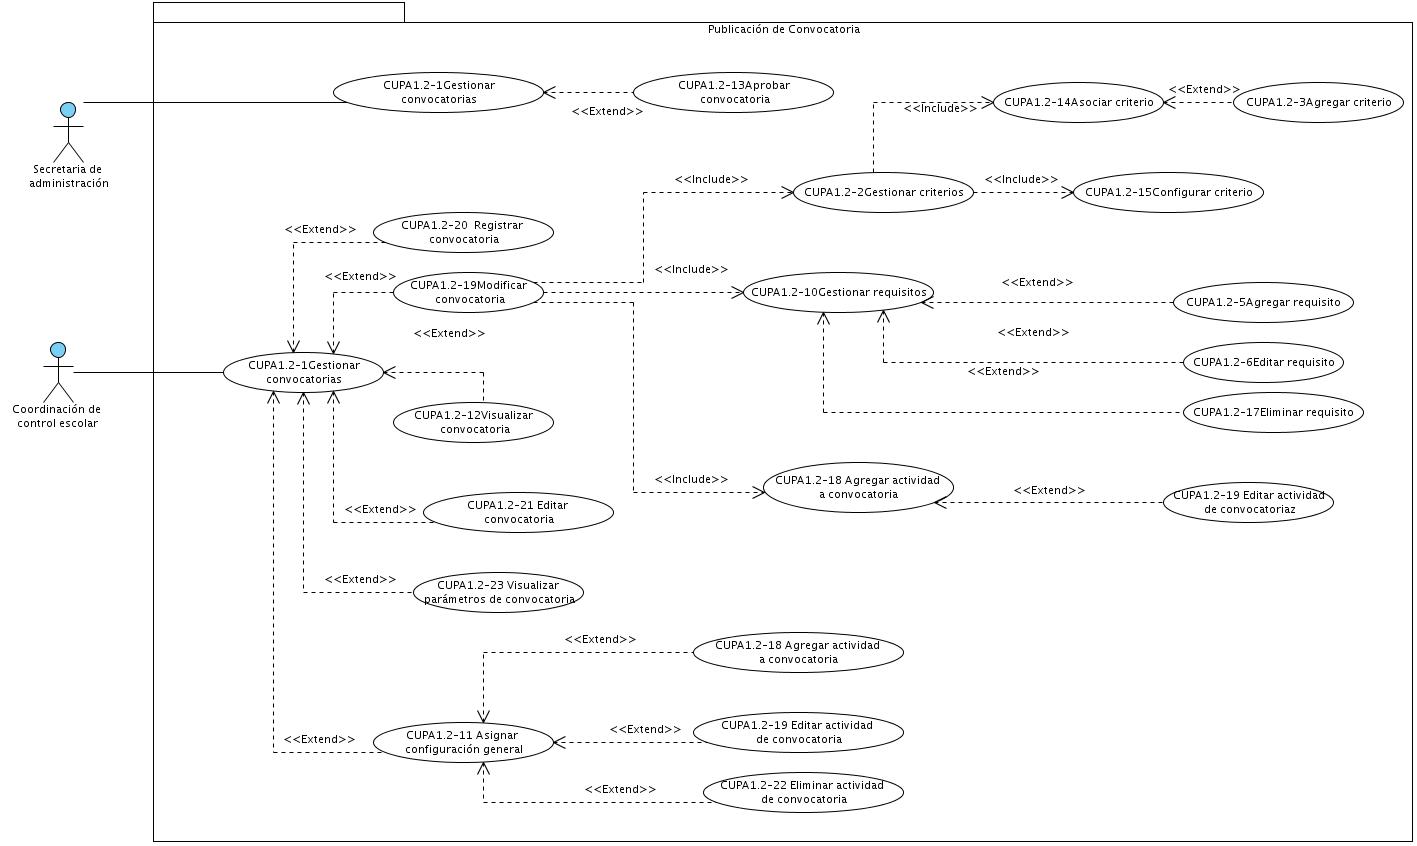 Publicación de Convocatoria
CUPA1.2-1Gestionar
convocatorias
<<Extend>>
CUPA1.2-13Aprobar
convocatoria
<<Include>>
CUPA1.2-14Asociar criterio
<<Extend>>
CUPA1.2-3Agregar criterio
Secretaria de
administración
<<Include>>
CUPA1.2-2Gestionar criterios
<<Include>>
CUPA1.2-15Configurar criterio
<<Extend>>
CUPA1.2-20  Registrar
convocatoria
<<Extend>>
CUPA1.2-19Modificar
convocatoria
<<Include>>
CUPA1.2-10Gestionar requisitos
<<Extend>>
CUPA1.2-5Agregar requisito
<<Extend>>
<<Extend>>
CUPA1.2-6Editar requisito
<<Extend>>
CUPA1.2-17Eliminar requisito
CUPA1.2-1Gestionar
convocatorias
Coordinación de
control escolar
CUPA1.2-12Visualizar
convocatoria
<<Include>>
CUPA1.2-18 Agregar actividad
a convocatoria
<<Extend>>
CUPA1.2-19 Editar actividad
de convocatoriaz
<<Extend>>
CUPA1.2-21 Editar
convocatoria
<<Extend>>
CUPA1.2-23 Visualizar
parámetros de convocatoria
<<Extend>>
CUPA1.2-18 Agregar actividad
a convocatoria
<<Extend>>
CUPA1.2-11 Asignar
configuración general
<<Extend>>
CUPA1.2-19 Editar actividad
de convocatoria
<<Extend>>
CUPA1.2-22 Eliminar actividad
de convocatoria